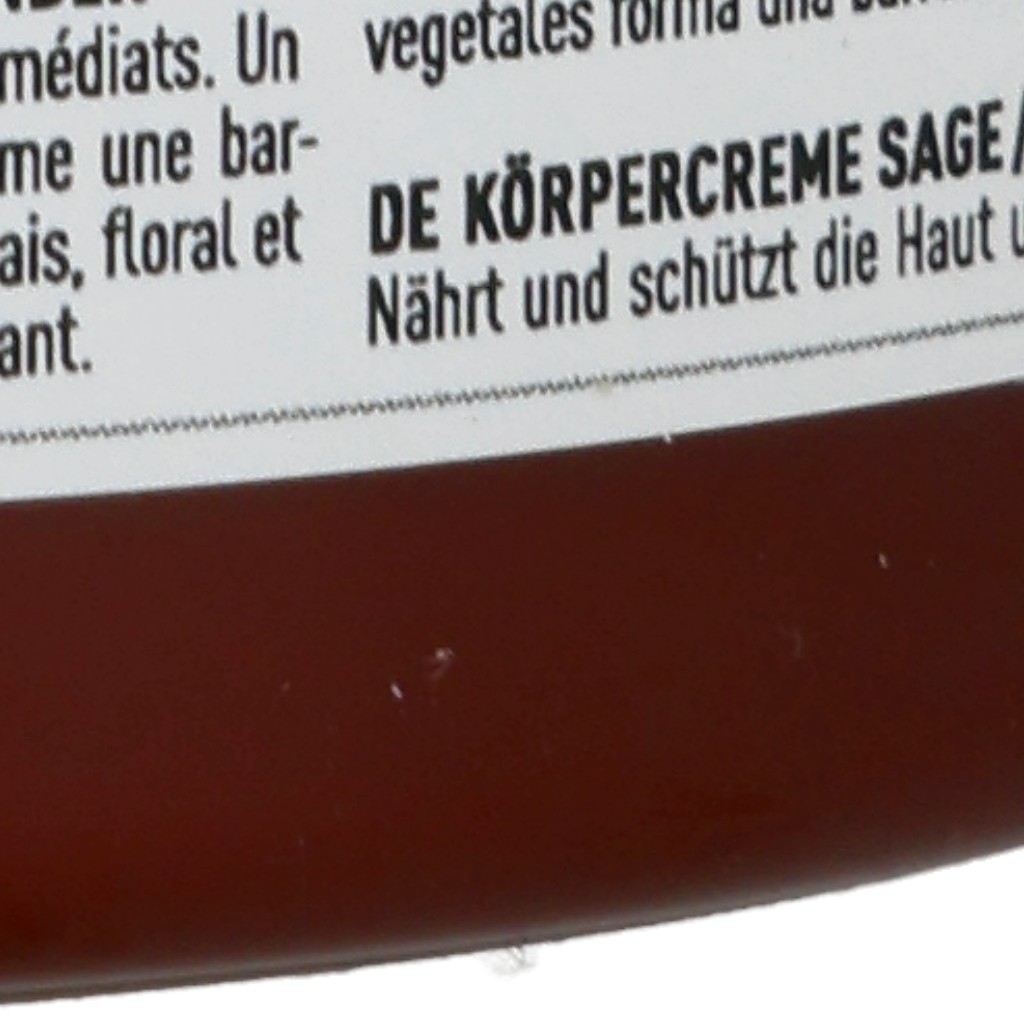 médiats. Un
me une bar-
ais, floral et
ant.
vegetales forma una
DE KÖRPERCREME SAGE /
Nährt und schützt die Haut u